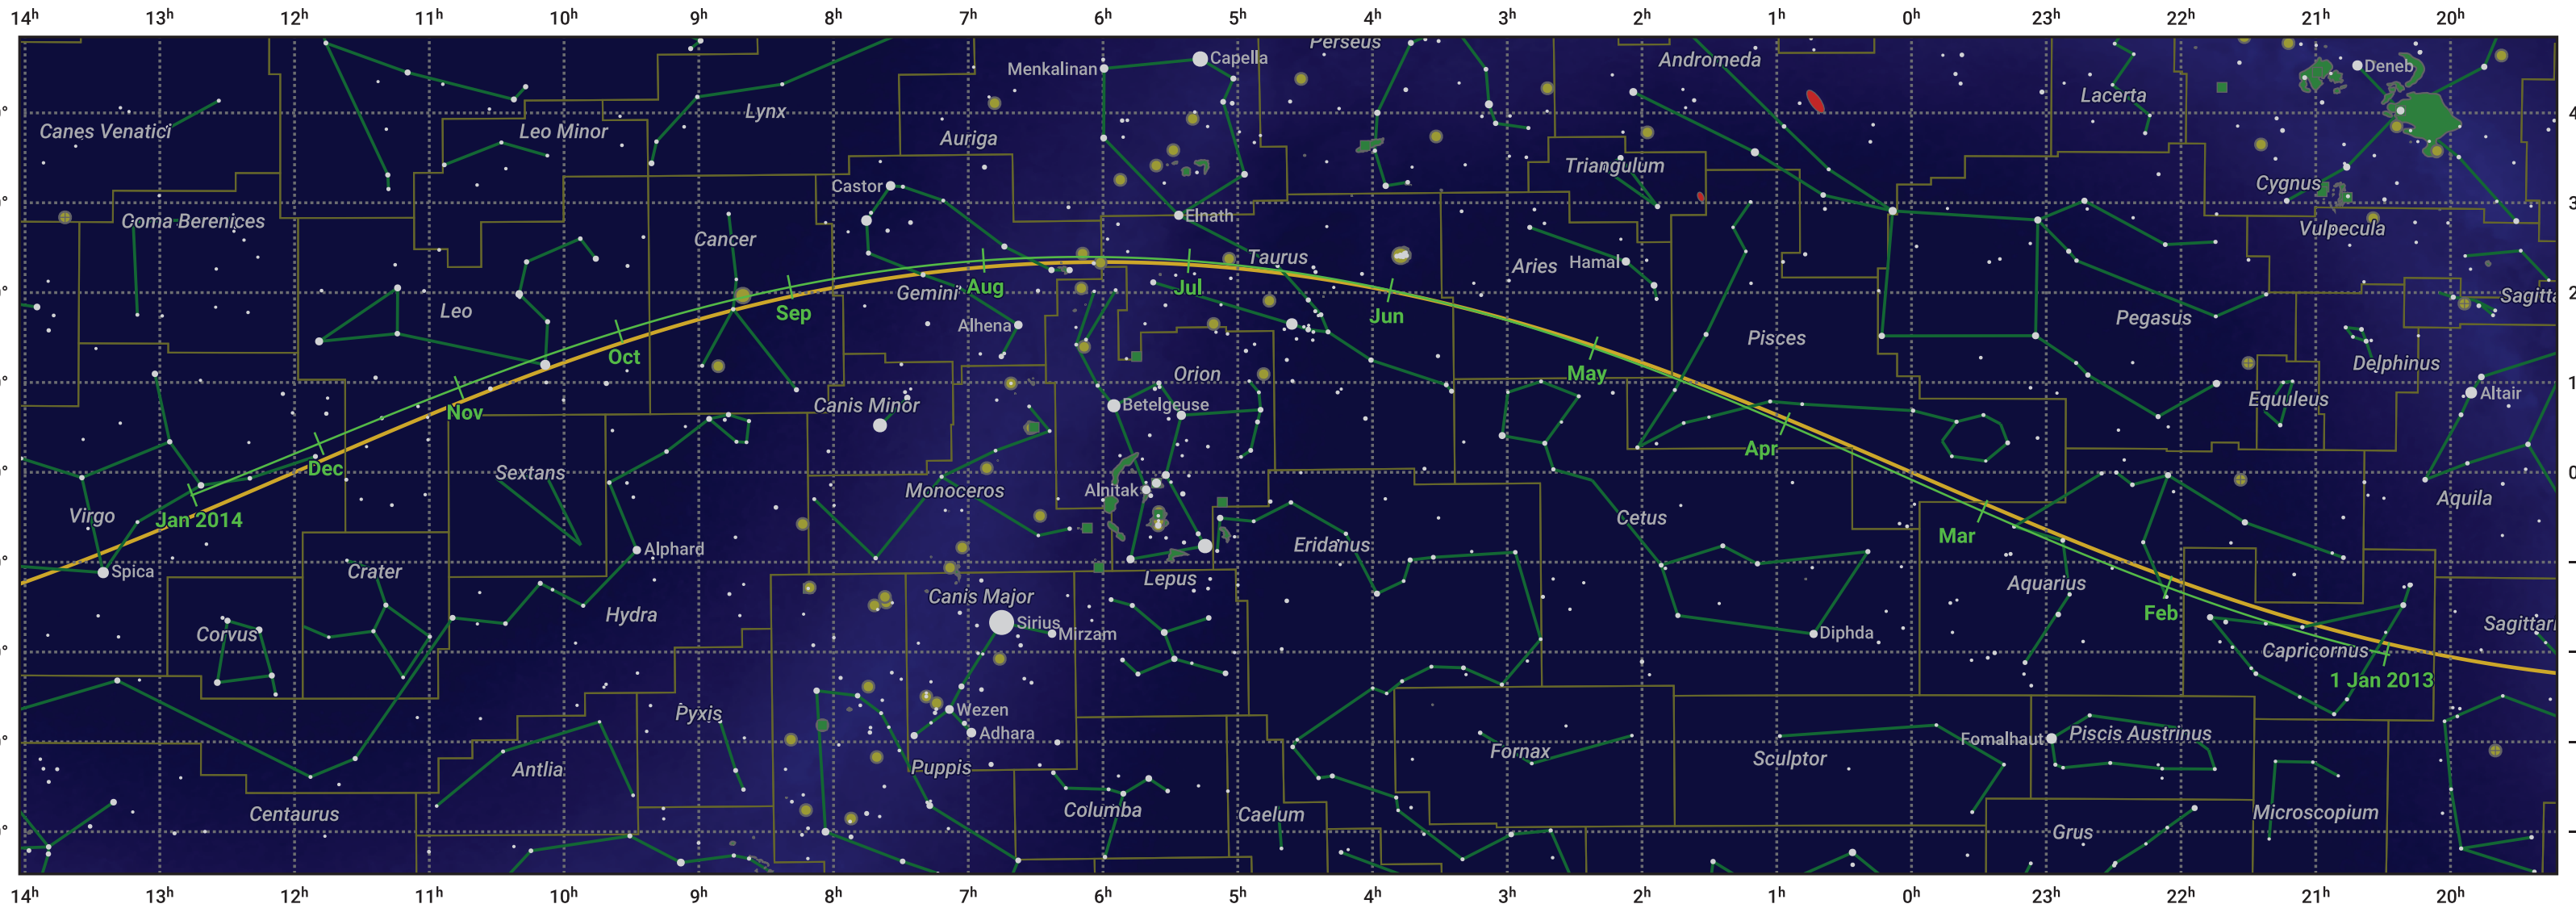 14h 13h 12h 11h 10h 9h 8h 7h 6h 5h 4h 3h 2h 1h 0h 23h 22h 21h 20h
Perseus
Capella
Menkalinan
Andromeda
Deneb
Lynx
Lacerta
Canes Venatici
Leo Minor
Auriga
Triangulum
Castor
Cygnus
Coma Berenices
Elnath
Vulpecula
Cancer
Taurus
Aries
Hamal
Aug
Jul
Gemini
Sagitta
Leo
Sep
Jun
Pegasus
Alhena
Pisces
Oct
Orion
May
Delphinus
Altair
Equuleus
Nov
Canis Minor
Betelgeuse
Apr
Dec
Sextans
Monoceros
Alnitak
Aquila
Virgo
Jan 2014
Cetus
Mar
Alphard
Eridanus
Spica
Crater
Lepus
Aquarius
Canis Major
Feb
Hydra
Sirius
Sagittari
Corvus
Mirzam
Diphda
Capricornus
1 Jan 2013
Pyxis
Wezen
Adhara
Fomalhaut
Piscis Austrinus
Fornax
Sculptor
Antlia
Puppis
Centaurus
Columba
Caelum
Microscopium
Grus
14h 13h 12h 11h 10h 9h 8h 7h 6h 5h 4h 3h 2h 1h 0h 23h 22h 21h 20h